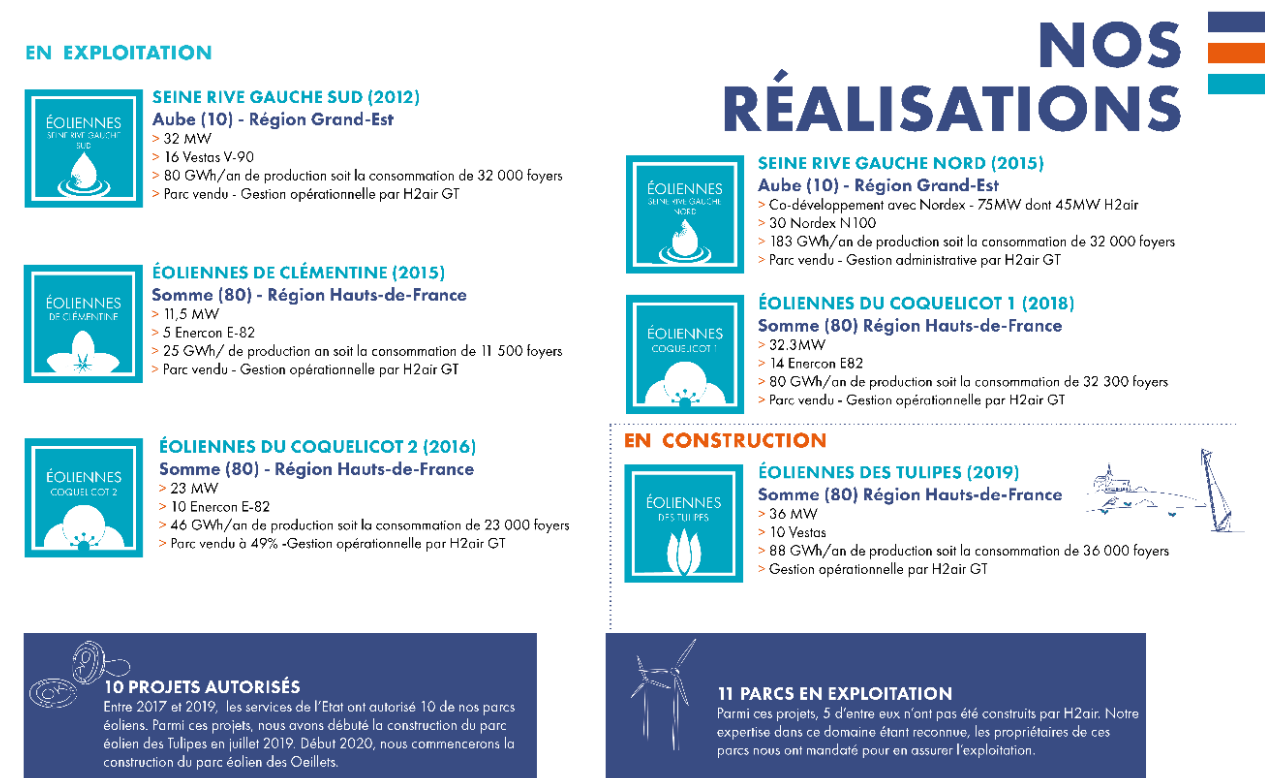 NOS
RÉALISATIONS
EN EXPLOITATION
ÉOLIENNES
SEINE RIVE GAUCHE
SUD
SEINE RIVE GAUCHE SUD (2012)
Aube (10) - Région Grand-Est
> 32 MW
> 16 Vestas V-90
> 80 GWh/an de production soit la consommation de 32 000 foyers
> Parc vendu - Gestion opérationnelle par H2air GT
ÉOLIENNES
DE CLÉMENTINE
ÉOLIENNES DE CLÉMENTINE (2015)
Somme (80) - Région Hauts-de-France
> 11,5 MW
> 5 Enercon E-82
> 25 GWh/ de production an soit la consommation de 11 500 foyers
> Parc vendu - Gestion opérationnelle par H2air GT
ÉOLIENNES
COQUELICOT 2
ÉOLIENNES DU COQUELICOT 2 (2016)
Somme (80) - Région Hauts-de-France
> 23 MW
> 10 Enercon E-82
> 46 GWh/an de production soit la consommation de 23 000 foyers
> Parc vendu à 49% -Gestion opérationnelle par H2air GT
ÉOLIENNES
SEINE RIVE GAUCHE
NORD
SEINE RIVE GAUCHE NORD (2015)
Aube (10) - Région Grand-Est
> Co-développement avec Nordex - 75MW dont 45MW H2air
> 30 Nordex N100
> 183 GWh/an de production soit la consommation de 32 000 foyers
> Parc vendu - Gestion administrative par H2air GT
ÉOLIENNES
COQUELICOT 1
ÉOLIENNES DU COQUELICOT 1 (2018)
Somme (80) Région Hauts-de-France
> 32.3MW
> 14 Enercon E82
> 80 GWh/an de production soit la consommation de 32 300 foyers
> Parc vendu - Gestion opérationnelle par H2air GT
EN CONSTRUCTION
ÉOLIENNES
DES TULIPES
ÉOLIENNES DES TULIPES (2019)
Somme (80) Région Hauts-de-France
> 36 MW
> 10 Vestas
> 88 GWh/an de production soit la consommation de 36 000 foyers
> Gestion opérationnelle par H2air GT
10 PROJETS AUTORISÉS
Entre 2017 et 2019, les services de l'Etat ont autorisé 10 de nos parcs
éoliens. Parmi ces projets, nous avons débuté la construction du parc
éolien des Tulipes en juillet 2019. Début 2020, nous commencerons la
construction du parc éolien des Oeillets.
11 PARCS EN EXPLOITATION
Parmi ces projets, 5 d'entre eux n'ont pas été construits par H2air. Notre
expertise dans ce domaine étant reconnue, les propriétaires de ces
parcs nous ont mandaté pour en assurer l'exploitation.